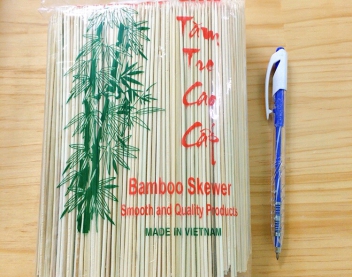 Tăm
Tre
Cao
Cấp
Bamboo Skewer
Smooth and Quality Products
MADE IN VIETNAM